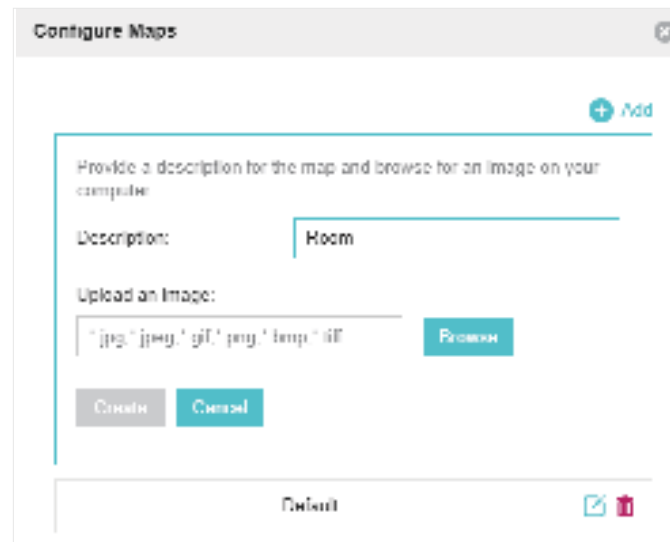 Configure Maps
Add
Provide a description for the map and browse for an image on your
computer
Description:
Room
Upload an Image:
*.jpg,*.jpeg,*.gif,*.png,*.bmp,*.tiff
Browse
Create
Cancel
Default